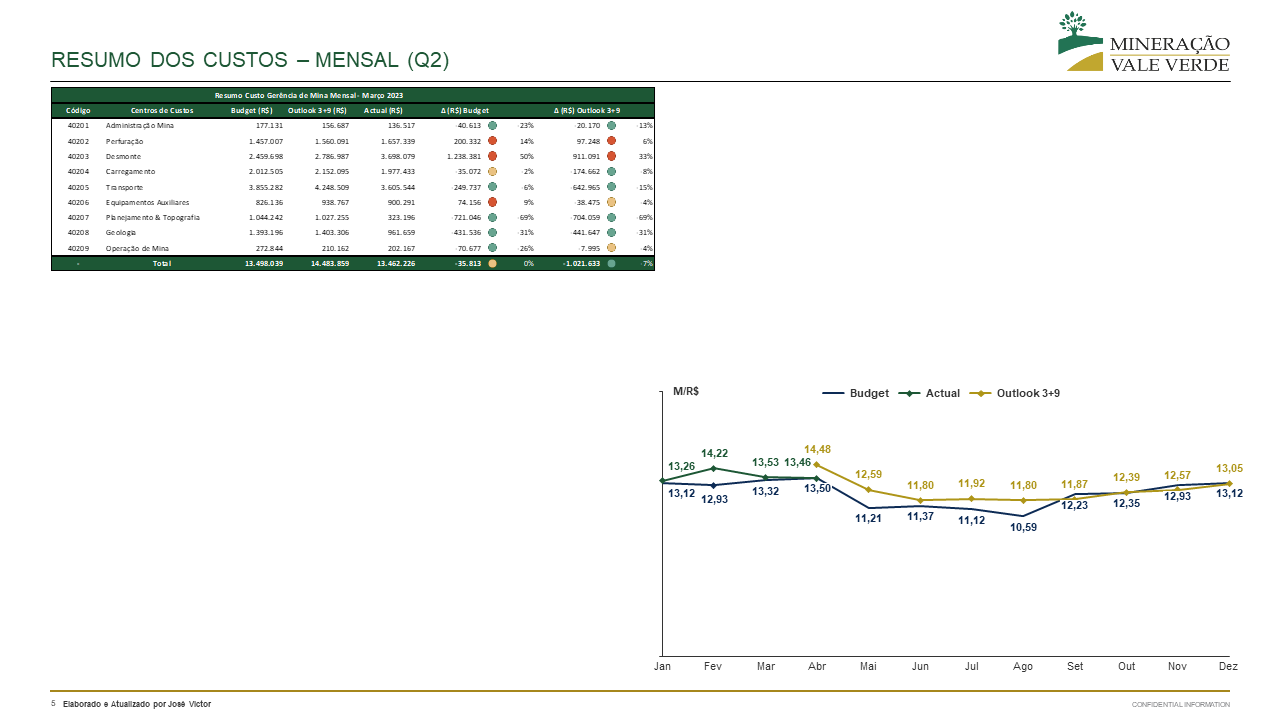 RESUMO DOS CUSTOS – MENSAL (Q2)
MINERAÇÃO
VALE VERDE
Resumo Custo Gerência de Mina Mensal - Março 2023
Código Centros de Custos Budget (R$) Outlook 3+9 (R$) Actual (R$) Δ (R$) Budget Δ (R$) Outlook 3+9
40201 Administração Mina 177.131 156.687 136.517 -40.613 -23% -20.170 -13%
40202 Perfuração 1.457.007 1.560.091 1.657.339 200.332 14% 97.248 6%
40203 Desmonte 2.459.698 2.786.987 3.698.079 1.238.381 50% 911.091 33%
40204 Carregamento 2.012.505 2.152.095 1.977.433 -35.072 -2% -174.662 -8%
40205 Transporte 3.855.282 4.248.509 3.605.544 -249.737 -6% -642.965 -15%
40206 Equipamentos Auxiliares 826.136 938.767 900.291 74.156 9% -38.475 -4%
40207 Planejamento & Topografia 1.044.242 1.027.255 323.196 -721.046 -69% -704.059 -69%
40208 Geologia 1.393.196 1.403.306 961.659 -431.536 -31% -441.647 -31%
40209 Operação de Mina 272.844 210.162 202.167 -70.677 -26% -7.995 -4%
- Total 13.498.039 14.483.859 13.462.226 -35.813 0% -1.021.633 -7%
M/R$
Budget Actual Outlook 3+9
13,26 14,22 13,53 13,46 14,48 12,59 11,80 11,92 11,80 11,87 12,39 12,57 13,05
13,12 12,93 13,32 13,50 11,21 11,37 11,12 10,59 12,23 12,35 12,93 13,12
Jan Fev Mar Abr Mai Jun Jul Ago Set Out Nov Dez
5 Elaborado e Atualizado por José Victor
CONFIDENTIAL INFORMATION